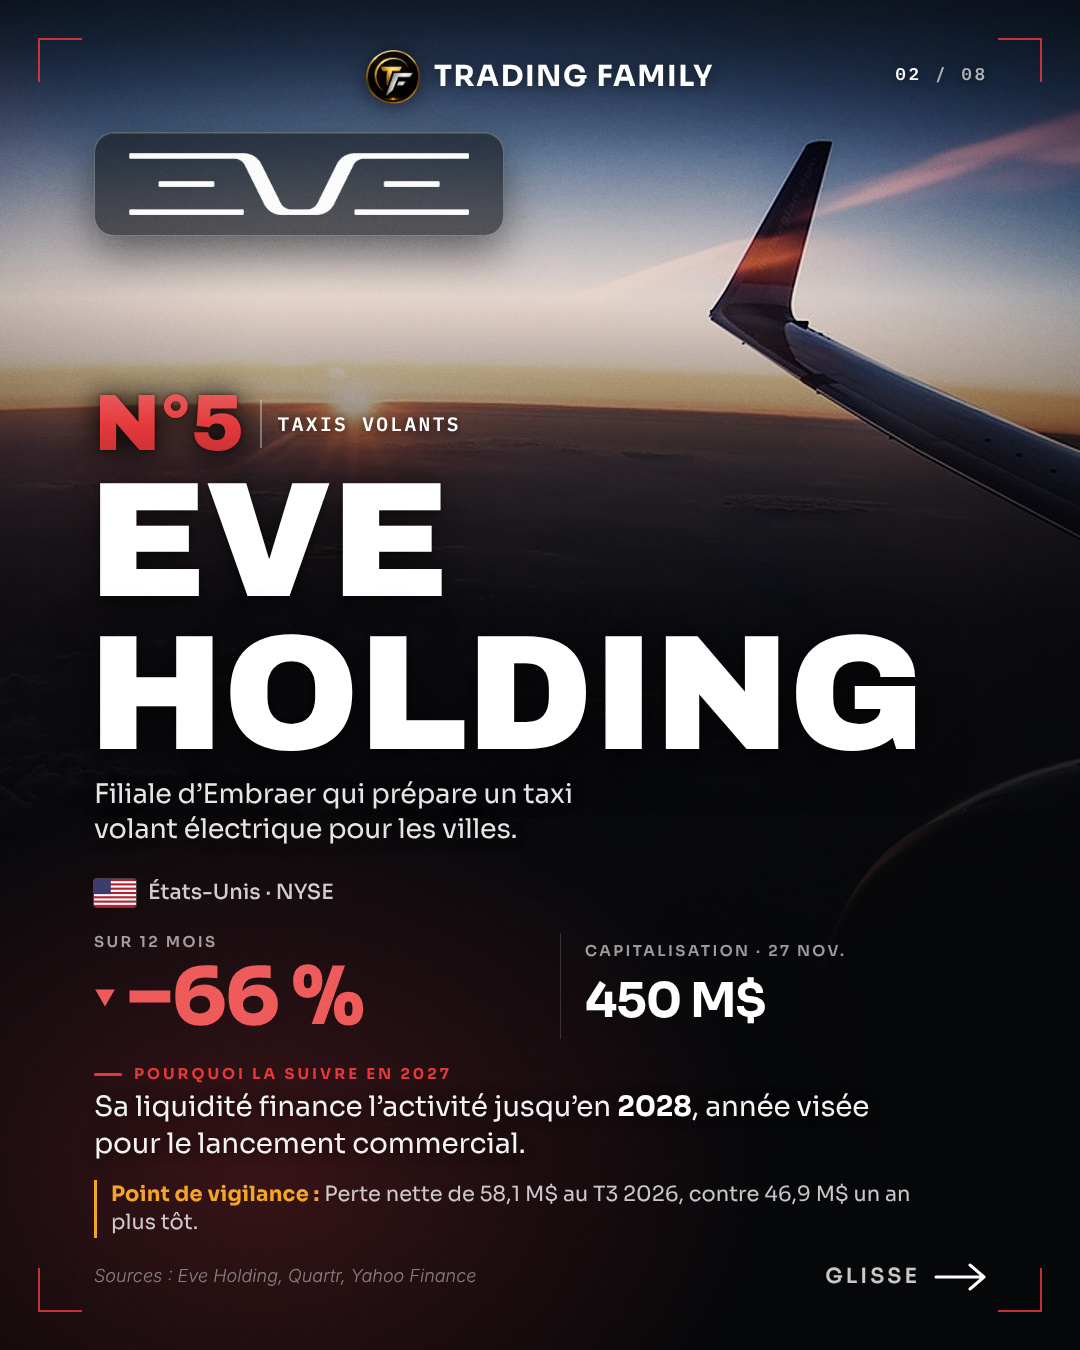 TF TRADING FAMILY
02 / 08
EVE
N°5 TAXIS VOLANTS
EVE
HOLDING
Filiale d’Embraer qui prépare un taxi
volant électrique pour les villes.
États-Unis · NYSE
SUR 12 MOIS
▼ –66 %
CAPITALISATION · 27 NOV.
450 M$
POURQUOI LA SUIVRE EN 2027
Sa liquidité finance l’activité jusqu’en 2028, année visée
pour le lancement commercial.
Point de vigilance : Perte nette de 58,1 M$ au T3 2026, contre 46,9 M$ un an
plus tôt.
Sources : Eve Holding, Quartr, Yahoo Finance
GLISSE →